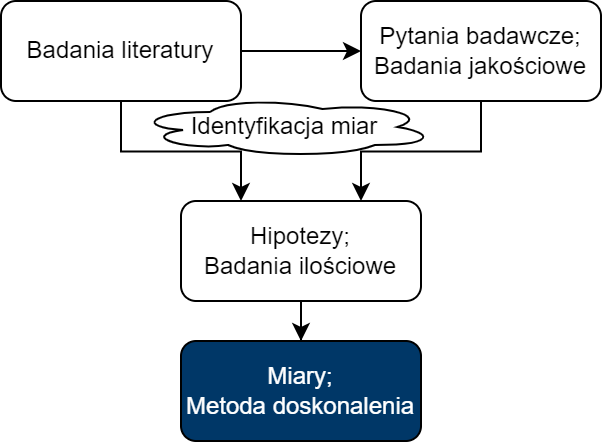 Badania literatury
Pytania badawcze;
Badania jakościowe
Identyfikacja miar
Hipotezy;
Badania ilościowe
Miary;
Metoda doskonalenia